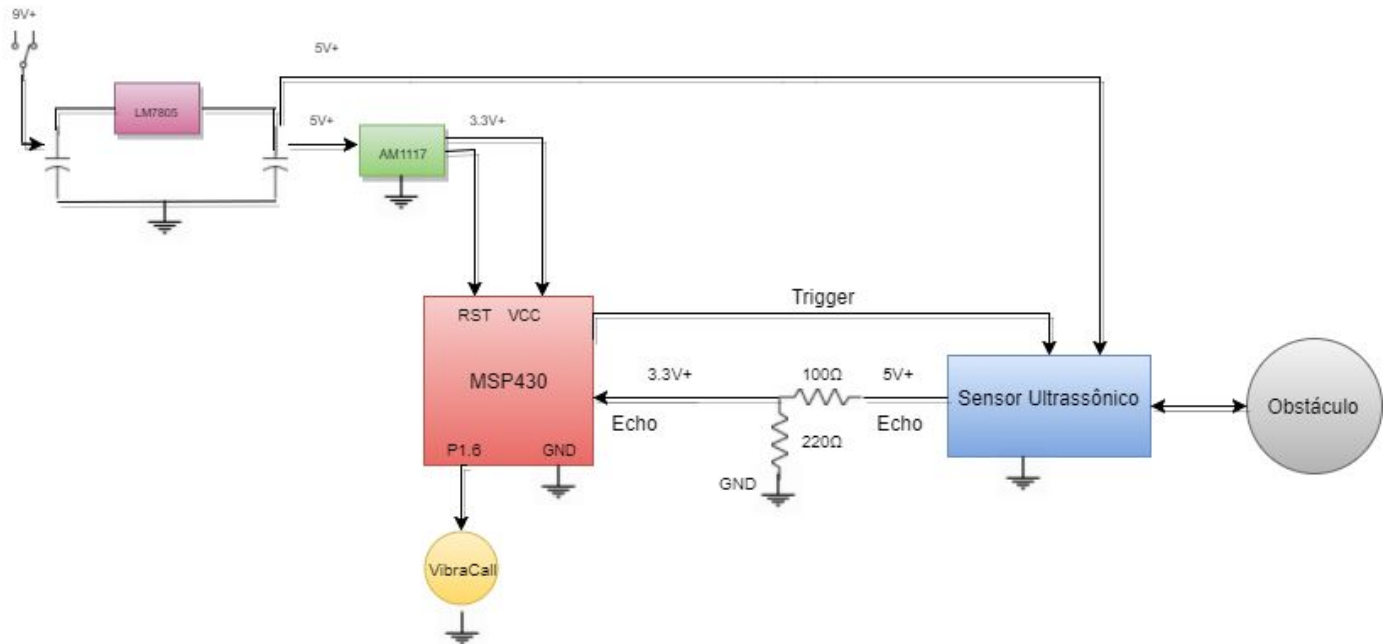 9V+
5V+
LM7805
5V+
AM1117
3.3V+
RST VCC
MSP430
P1.6 GND
Trigger
3.3V+
Echo
100Ω
220Ω
GND
5V+
Echo
Sensor Ultrassônico
Obstáculo
VibraCall